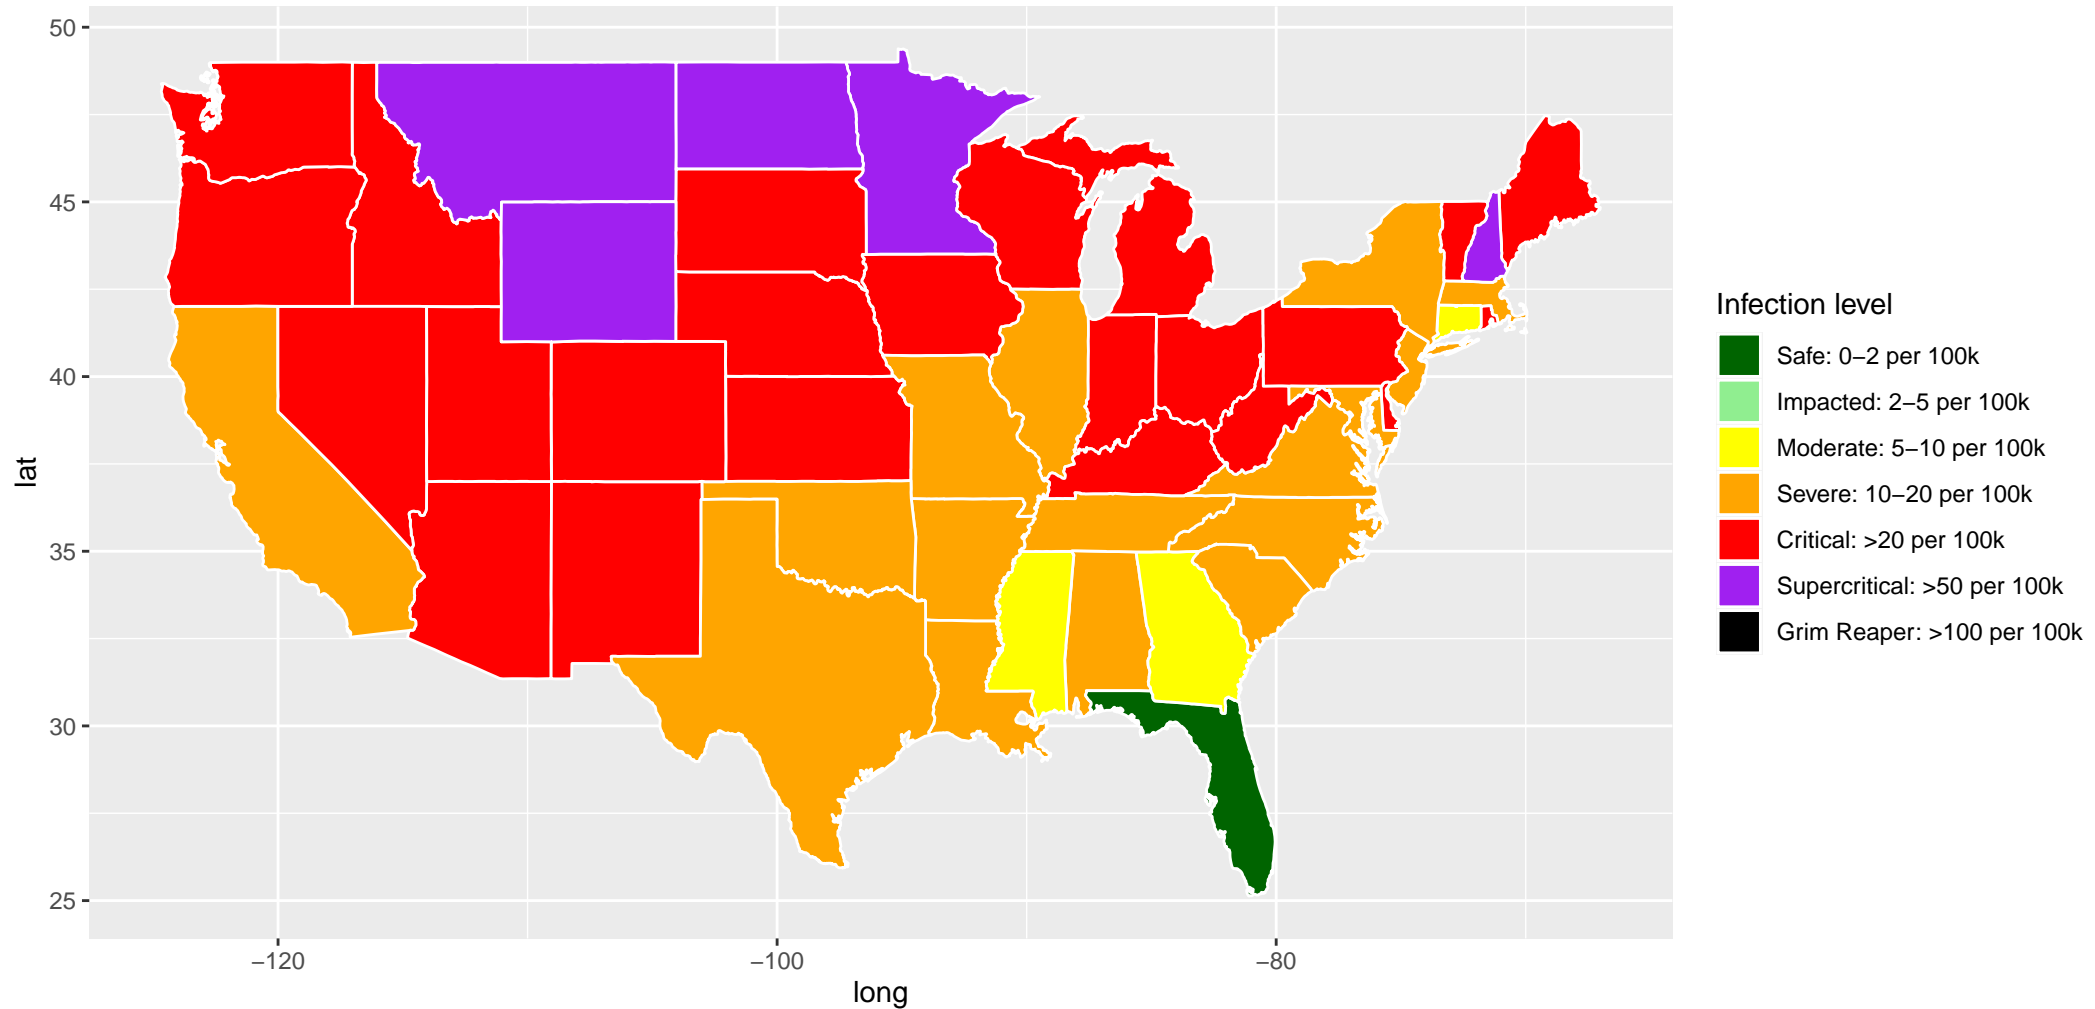 50
45
40
35
30
25
lat
−120
−100
−80
long
Infection level
Safe: 0−2 per 100k
Impacted: 2−5 per 100k
Moderate: 5−10 per 100k
Severe: 10−20 per 100k
Critical: >20 per 100k
Supercritical: >50 per 100k
Grim Reaper: >100 per 100k